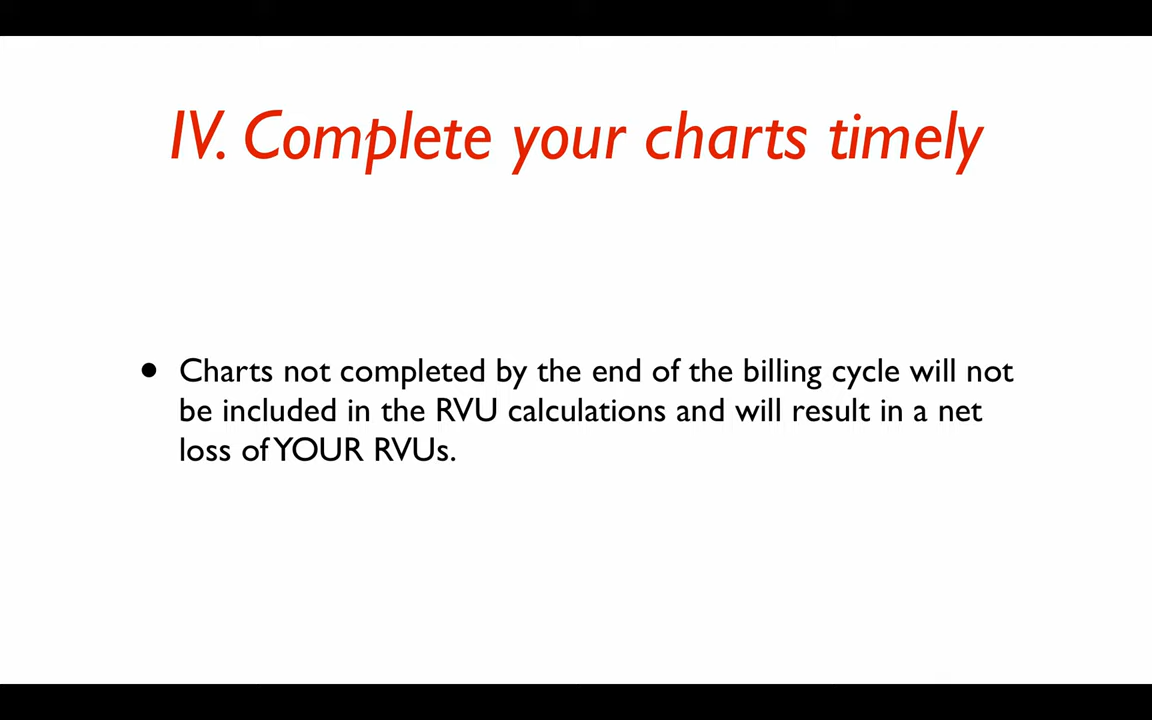 IV. Complete your charts timely
• Charts not completed by the end of the billing cycle will not
be included in the RVU calculations and will result in a net
loss of YOUR RVUs.